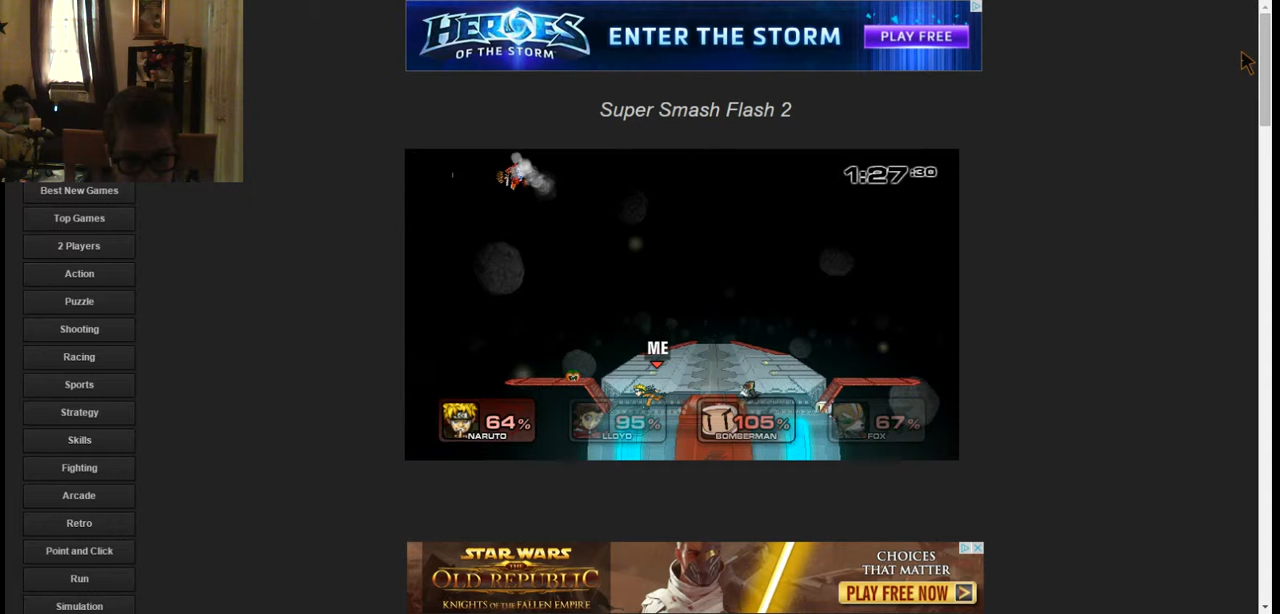 HEROES
OF THE STORM
ENTER THE STORM
PLAY FREE
Super Smash Flash 2
1:27:30
Best New Games
Top Games
2 Players
Action
Puzzle
Shooting
Racing
Sports
Strategy
Skills
Fighting
Arcade
Retro
Point and Click
Run
Simulation
ME
64%
NARUTO
95%
LLOYD
105%
BOMBERMAN
67%
FOX
STAR WARS
THE
OLD REPUBLIC
KNIGHTS OF THE FALLEN EMPIRE
CHOICES
THAT MATTER
PLAY FREE NOW